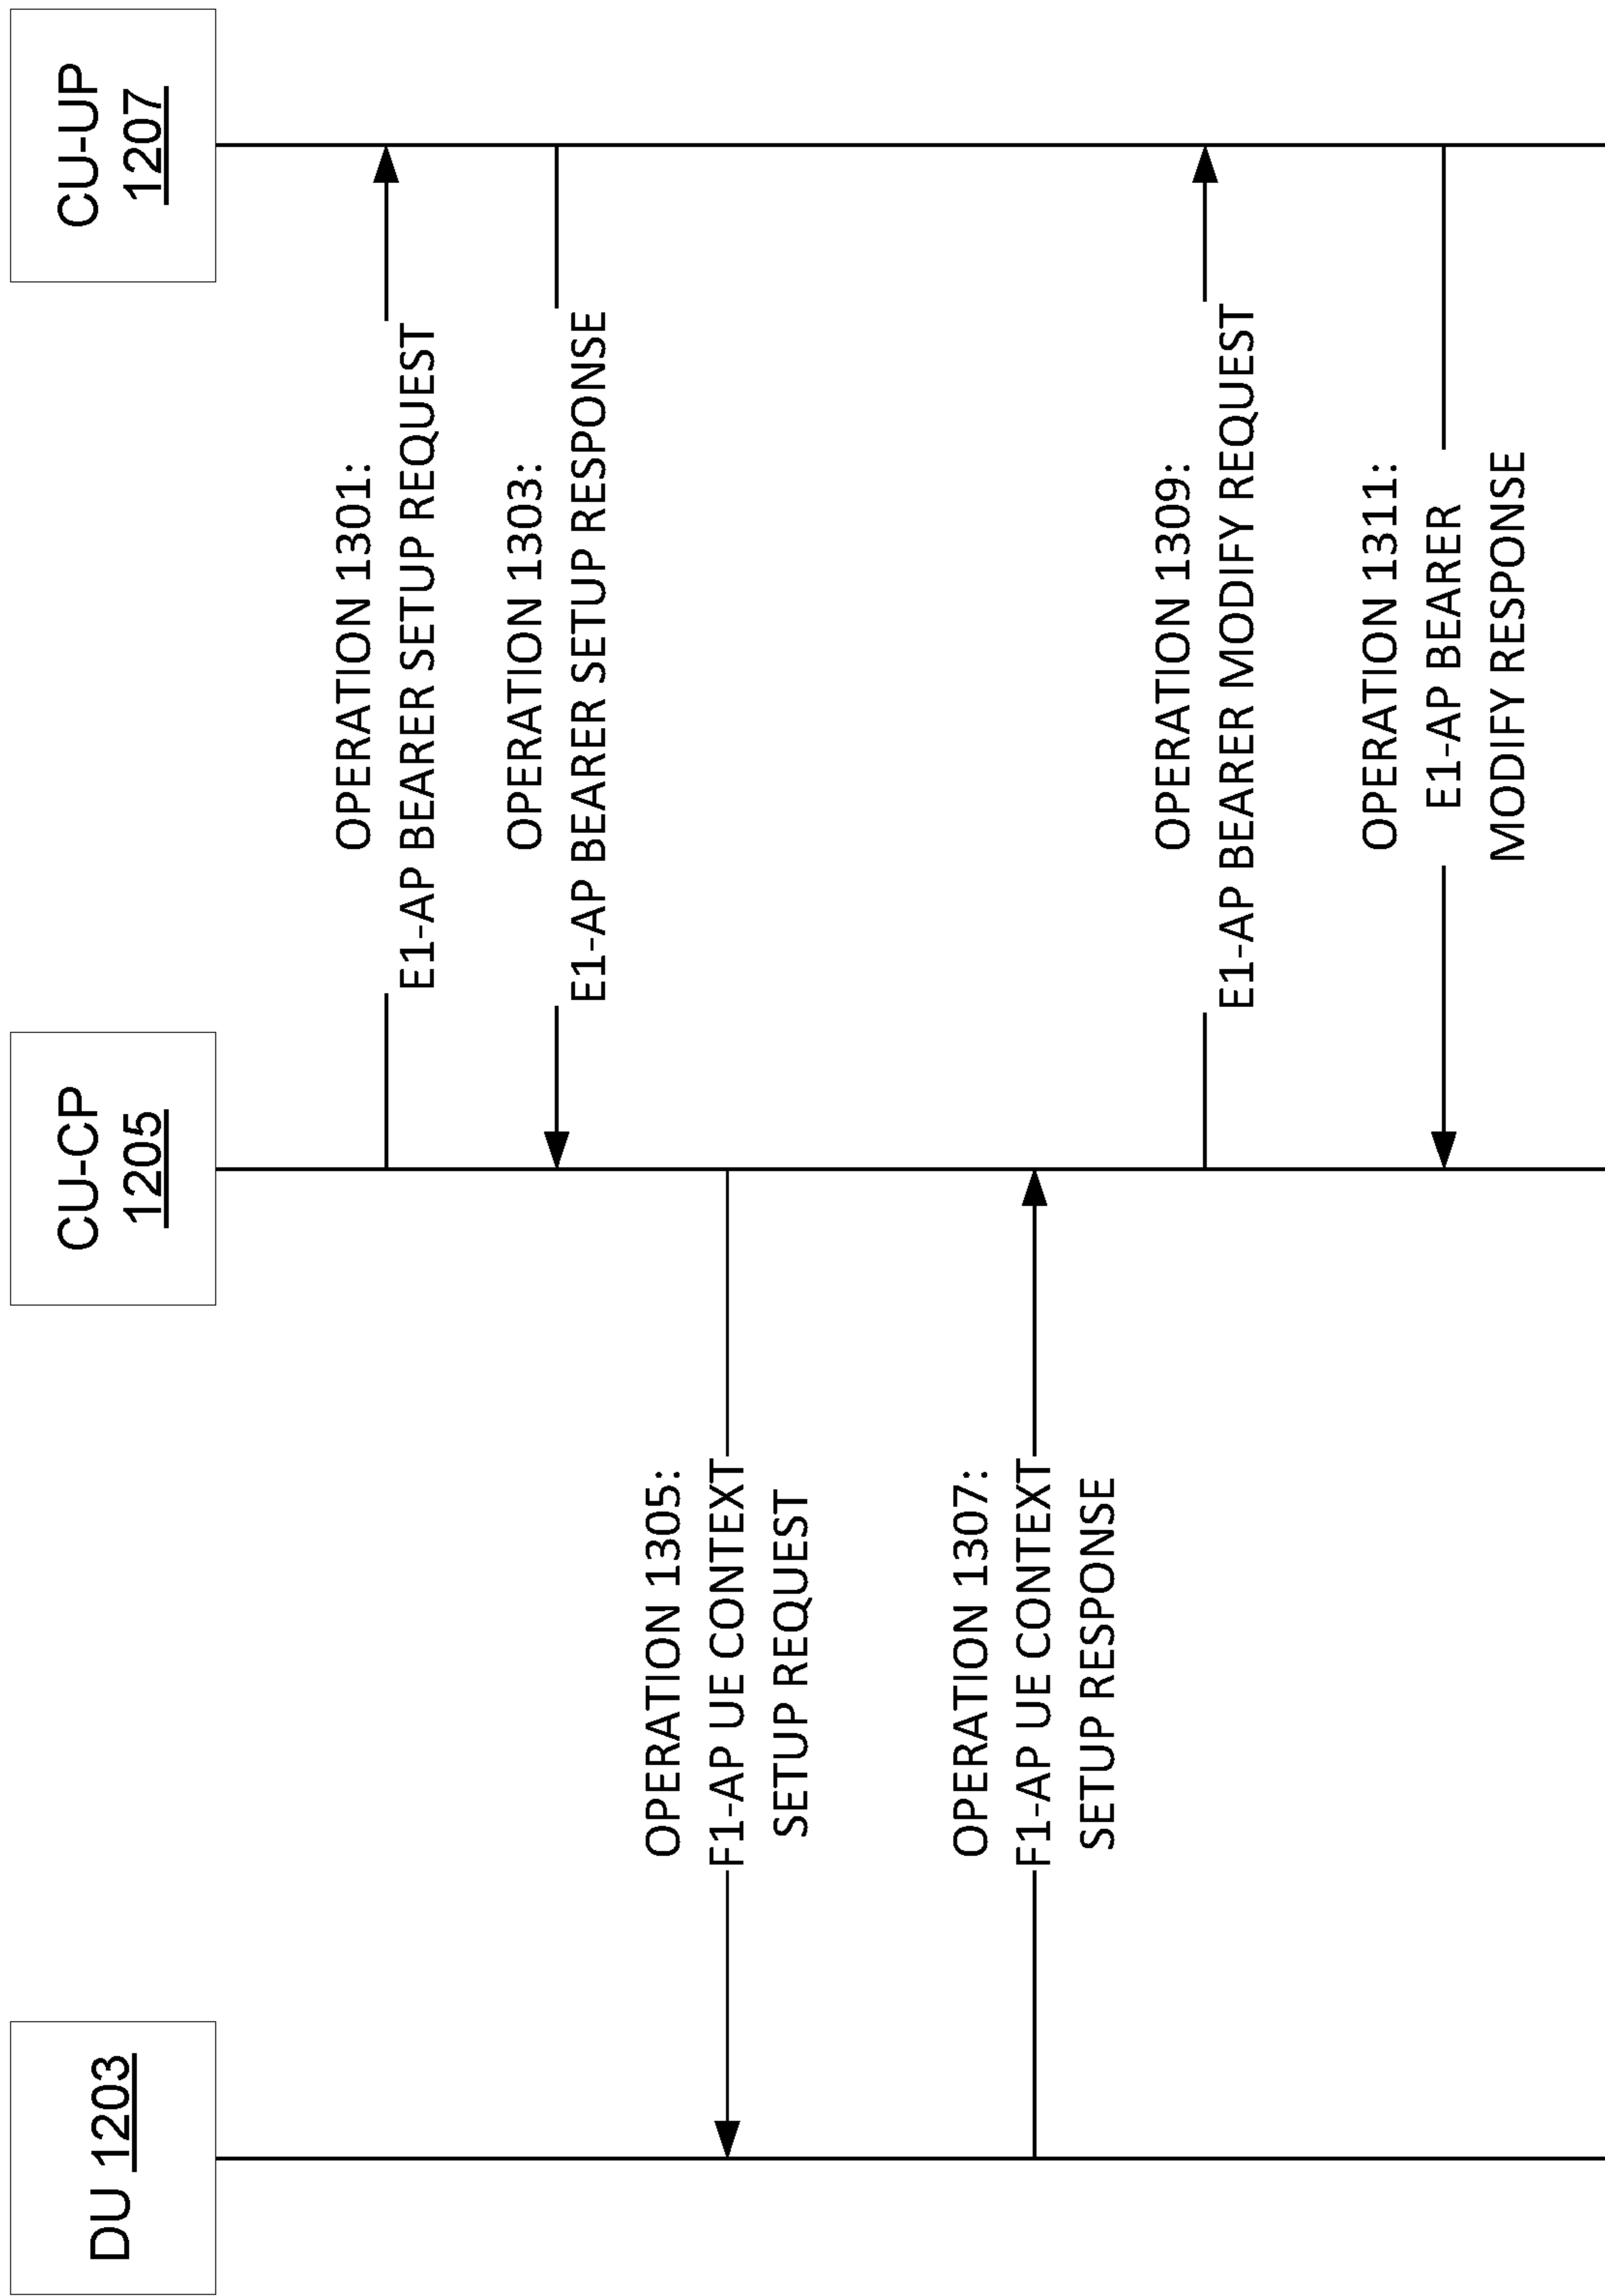 DU 1203
CU-CP
1205
CU-UP
1207
OPERATION 1301:
E1-AP BEARER SETUP REQUEST
OPERATION 1303:
E1-AP BEARER SETUP RESPONSE
OPERATION 1305:
F1-AP UE CONTEXT
SETUP REQUEST
OPERATION 1307:
F1-AP UE CONTEXT
SETUP RESPONSE
OPERATION 1309:
E1-AP BEARER MODIFY REQUEST
OPERATION 1311:
E1-AP BEARER
MODIFY RESPONSE